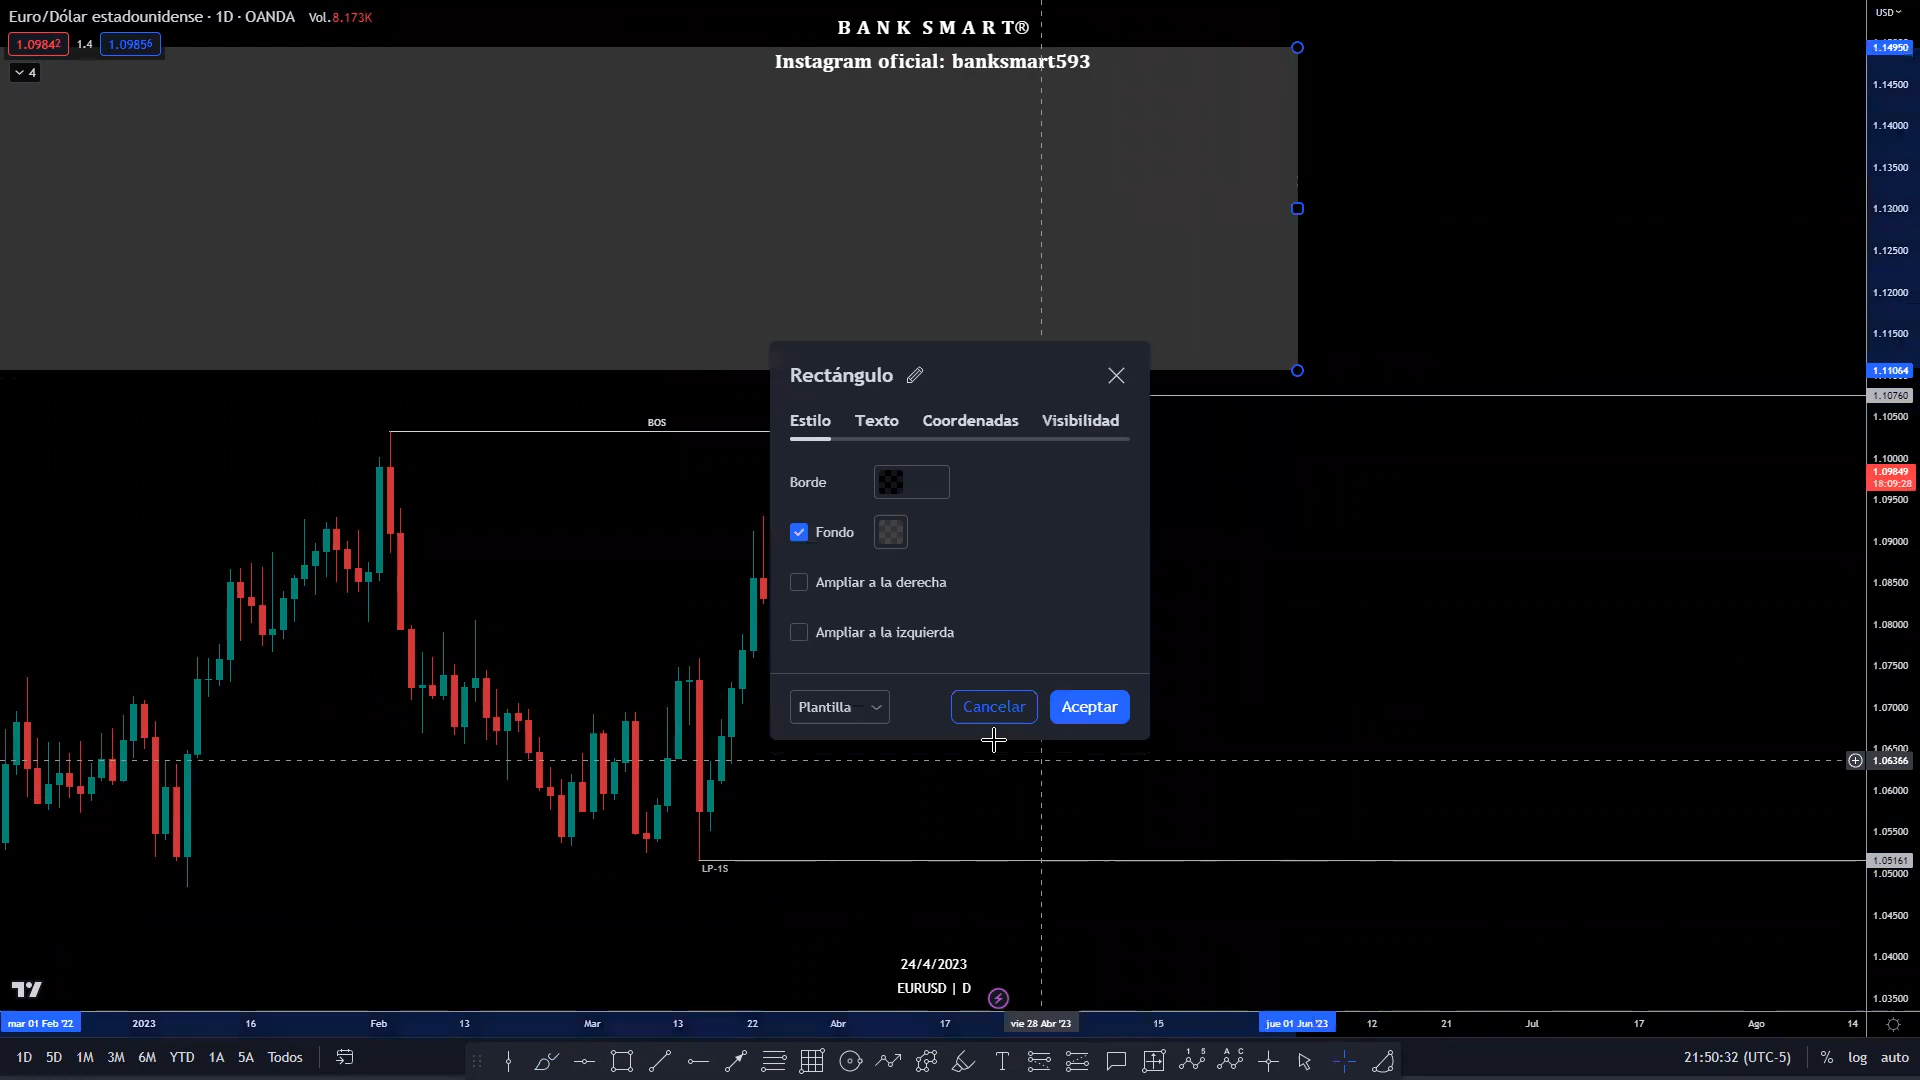 Euro/Dólar estadounidense · 1D · OANDA Vol.8.173K
1.09842 1.4 1.09856
4
B A N K S M A R T®
Instagram oficial: banksmart593
USD
1.14950
1.14500
1.14000
1.13500
1.13000
1.12500
1.12000
1.11500
1.11064
1.10760
1.10500
1.10000
1.09849
18:09:28
1.09500
1.09000
1.08500
1.08000
1.07500
1.07000
1.06500
1.06366
1.06000
1.05500
1.05161
1.05000
1.04500
1.04000
1.03500
BOS
LP-1S
Rectángulo
Estilo Texto Coordenadas Visibilidad
Borde
Fondo
Ampliar a la derecha
Ampliar a la izquierda
Plantilla Cancelar Aceptar
24/4/2023
EURUSD | D
mar 01 Feb '22 2023 16 Feb 13 Mar 13 22 Abr 17 vie 28 Abr '23 15 jue 01 Jun '23 12 21 Jul 17 Ago 14
1D 5D 1M 3M 6M YTD 1A 5A Todos 21:50:32 (UTC-5) % log auto